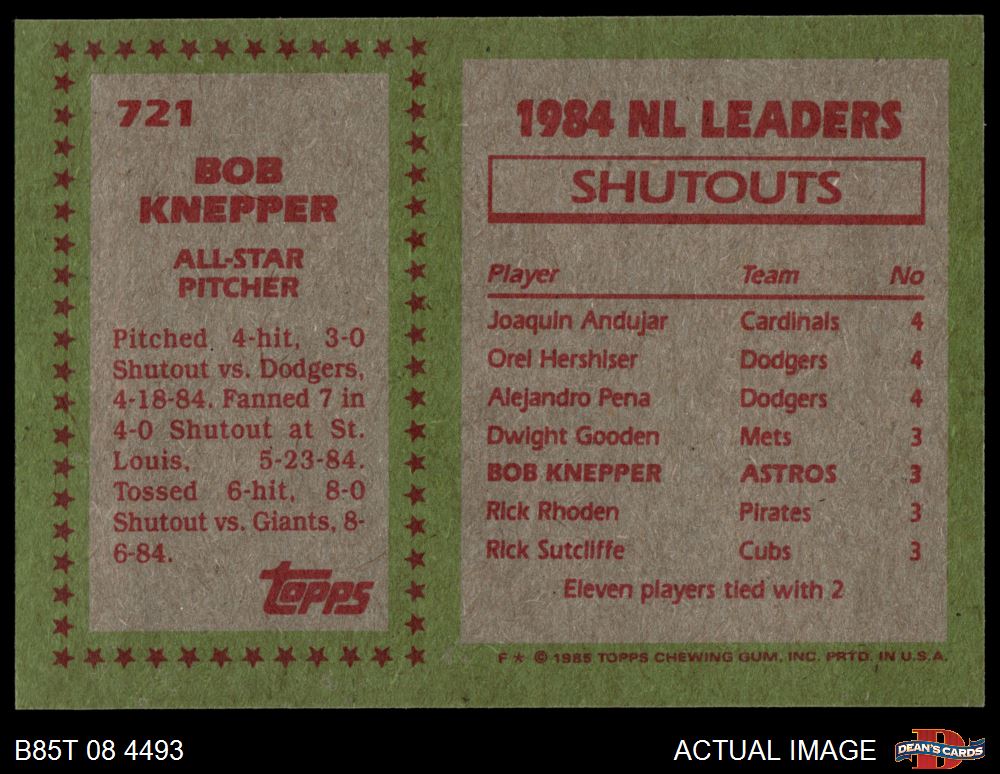 721
BOB
KNEPPER
ALL-STAR
PITCHER
Pitched 4-hit, 3-0
Shutout vs. Dodgers,
4-18-84. Fanned 7 in
4-0 Shutout at St.
Louis, 5-23-84.
Tossed 6-hit, 8-0
Shutout vs. Giants, 8-
6-84.
topps
1984 NL LEADERS
SHUTOUTS
Player Team No
Joaquin Andujar Cardinals 4
Orel Hershiser Dodgers 4
Alejandro Pena Dodgers 4
Dwight Gooden Mets 3
BOB KNEPPER ASTROS 3
Rick Rhoden Pirates 3
Rick Sutcliffe Cubs 3
Eleven players tied with 2
F * © 1985 TOPPS CHEWING GUM, INC. PRTD. IN U.S.A.
B85T 08 4493
ACTUAL IMAGE
D
DEAN'S CARDS